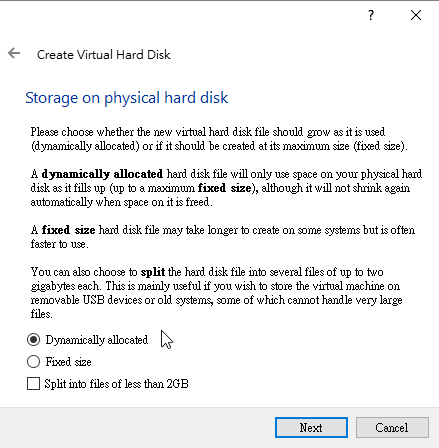 ?
Create Virtual Hard Disk
Storage on physical hard disk
Please choose whether the new virtual hard disk file should grow as it is used
(dynamically allocated) or if it should be created at its maximum size (fixed size).
A dynamically allocated hard disk file will only use space on your physical
hard disk as it fills up (up to a maximum fixed size), although it will not shrink again
automatically when space on it is freed.
A fixed size hard disk file may take longer to create on some systems but is often
faster to use.
You can also choose to split the hard disk file into several files of up to two
gigabytes each. This is mainly useful if you wish to store the virtual machine on
removable USB devices or old systems, some of which cannot handle very large
files.
Dynamically allocated
Fixed size
Split into files of less than 2GB
Next
Cancel